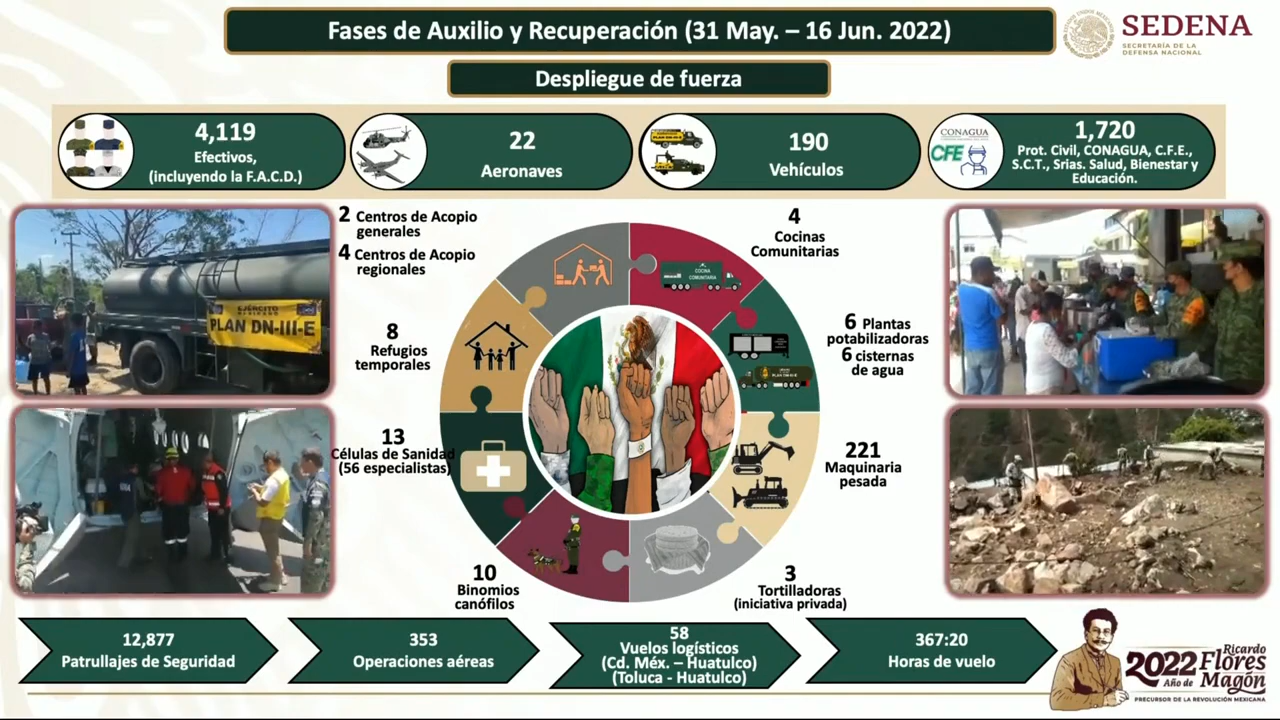 Fases de Auxilio y Recuperación (31 May. – 16 Jun. 2022)
SEDENA
SECRETARÍA DE LA
DEFENSA NACIONAL
Despliegue de fuerza
4,119
Efectivos,
(incluyendo la F.A.C.D.)
22
Aeronaves
190
Vehículos
CONAGUA
CFE
1,720
Prot. Civil, CONAGUA, C.F.E.,
S.C.T., Srias. Salud, Bienestar y
Educación.
2 Centros de Acopio
generales
4 Centros de Acopio
regionales
4
Cocinas
Comunitarias
COCINA
COMUNITARIA
EJÉRCITO
MEXICANO
PLAN DN-III-E
8
Refugios
temporales
6 Plantas
potabilizadoras
6 cisternas
de agua
13
Células de Sanidad
(56 especialistas)
221
Maquinaria
pesada
10
Binomios
canófilos
3
Tortilladoras
(iniciativa privada)
12,877
Patrullajes de Seguridad
353
Operaciones aéreas
58
Vuelos logísticos
(Cd. Méx. – Huatulco)
(Toluca - Huatulco)
367:20
Horas de vuelo
2022 Ricardo
Flores
Año de Magón
PRECURSOR DE LA REVOLUCIÓN MEXICANA